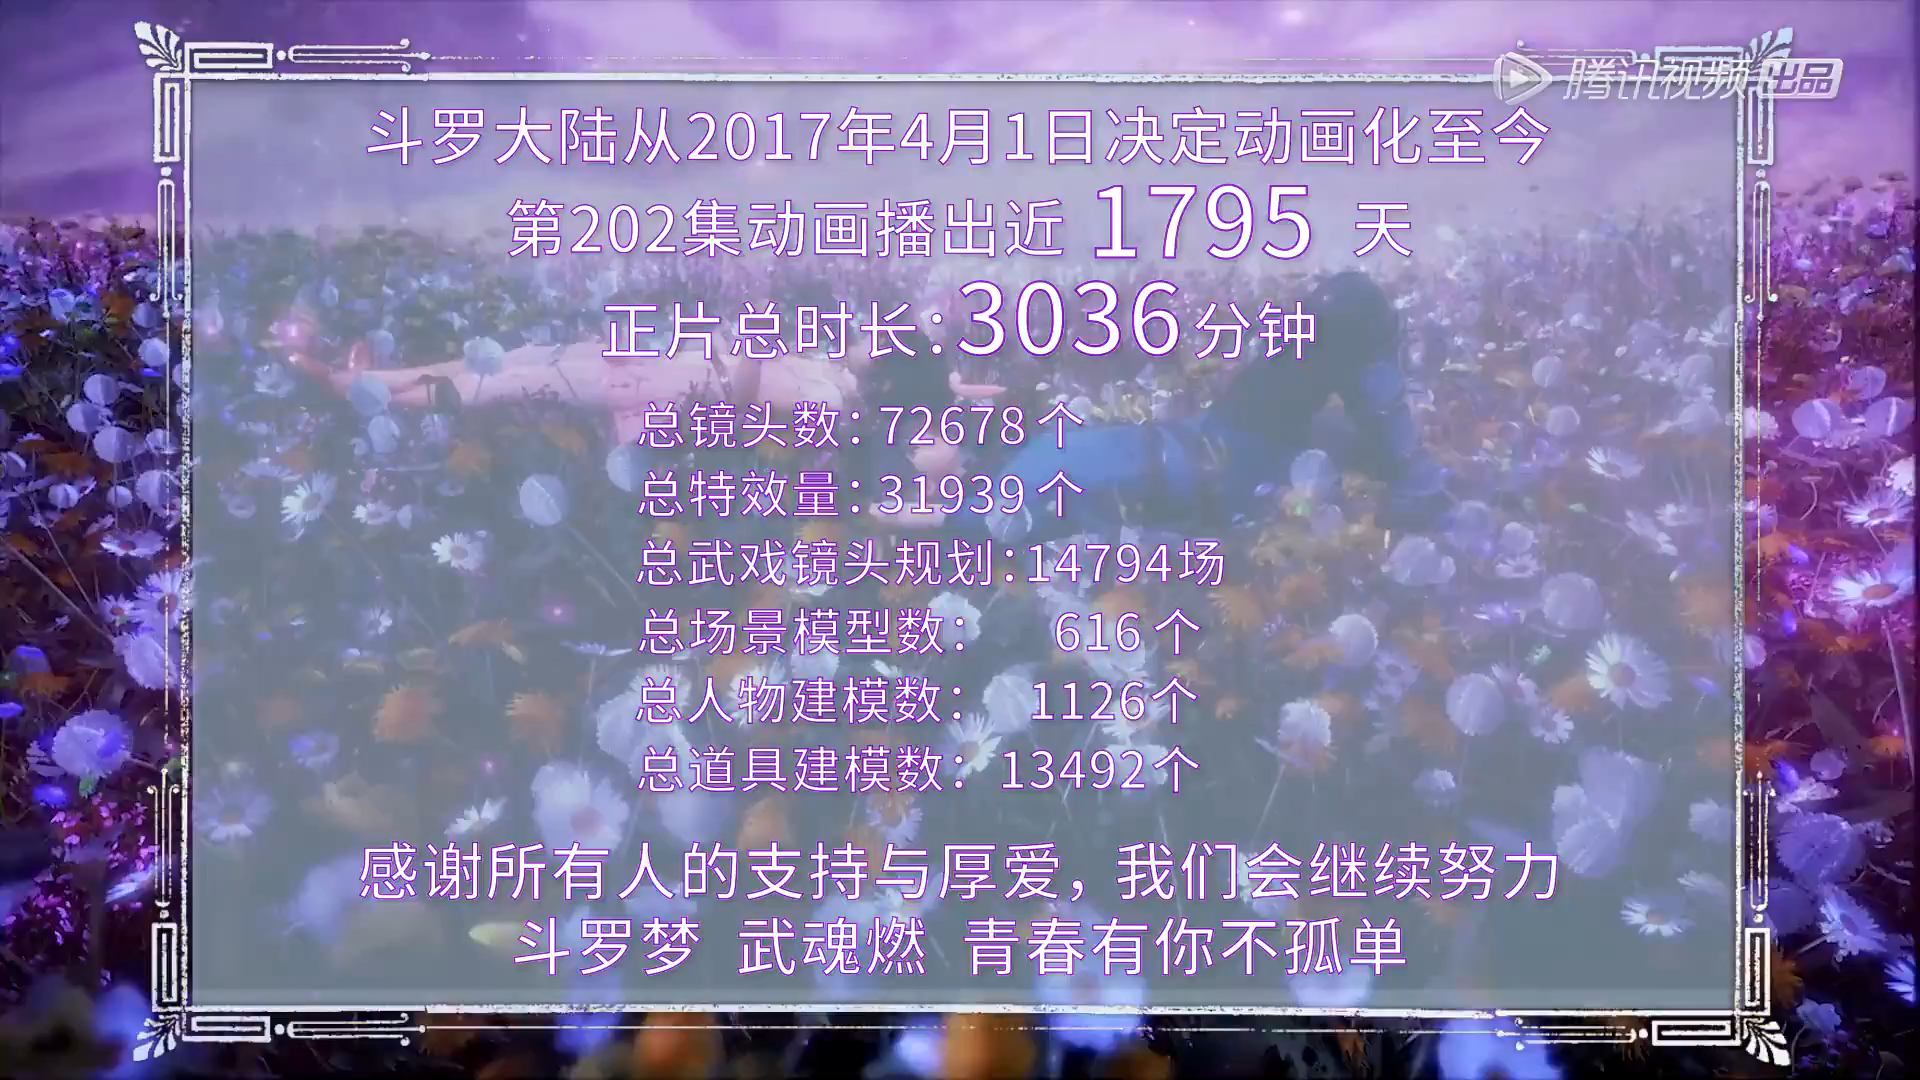 腾讯视频 出品
斗罗大陆从2017年4月1日决定动画化至今
第202集动画播出近 1795 天
正片总时长：3036分钟
总镜头数：72678个
总特效量：31939个
总武戏镜头规划：14794场
总场景模型数： 616个
总人物建模数： 1126个
总道具建模数：13492个
感谢所有人的支持与厚爱，我们会继续努力
斗罗梦 武魂燃 青春有你不孤单